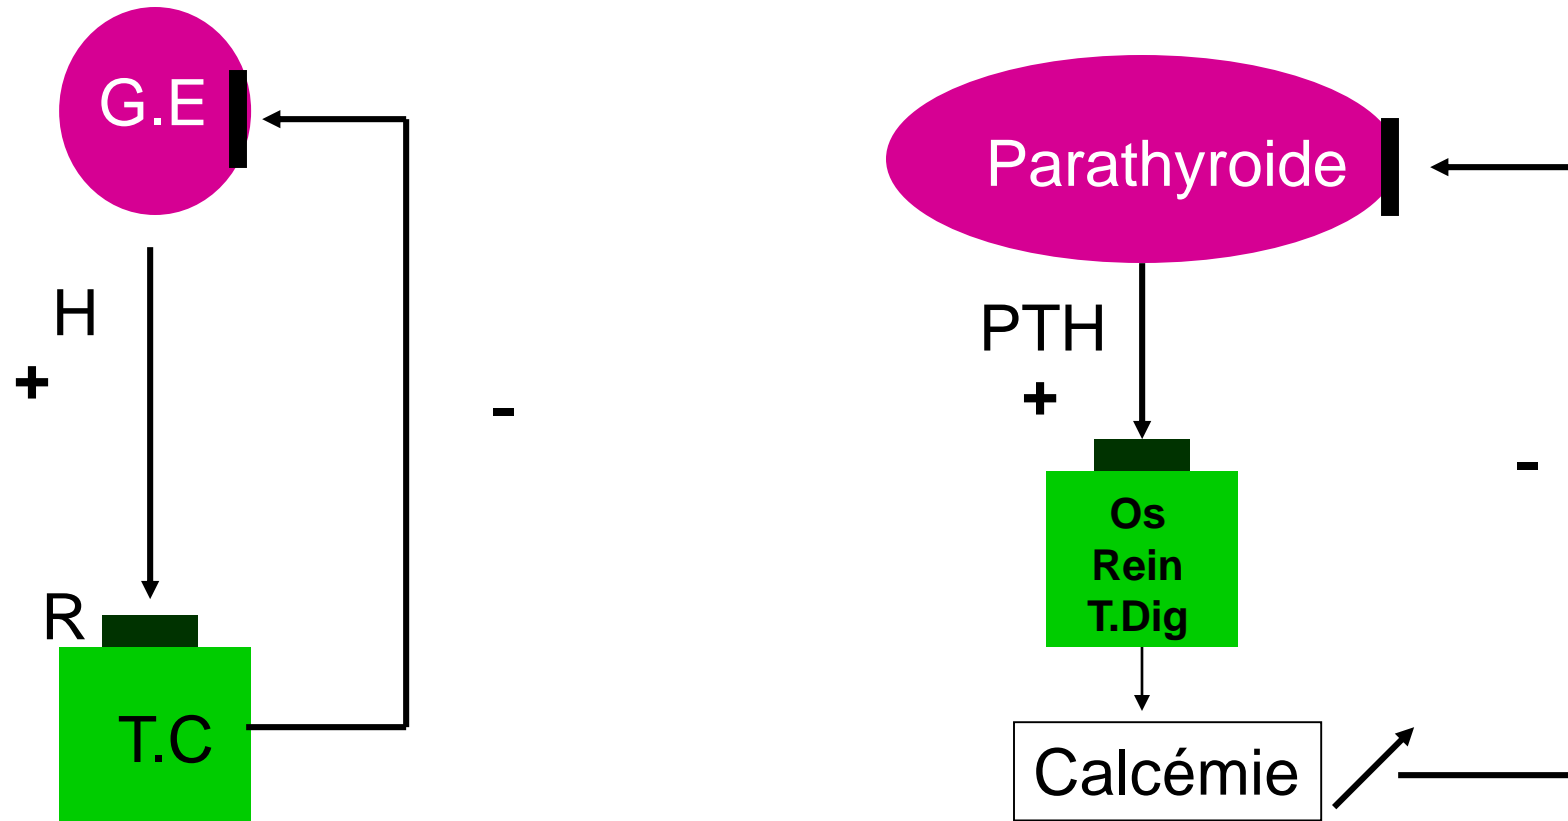 G.E
H
+
-
R
T.C
Parathyroide
PTH
+
-
Os
Rein
T.Dig
Calcémie